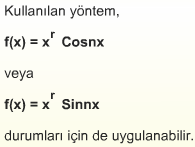 Kullanılan yöntem,
f(x) = x^r Cosnx
veya
f(x) = x^r Sinnx
durumları için de uygulanabilir.